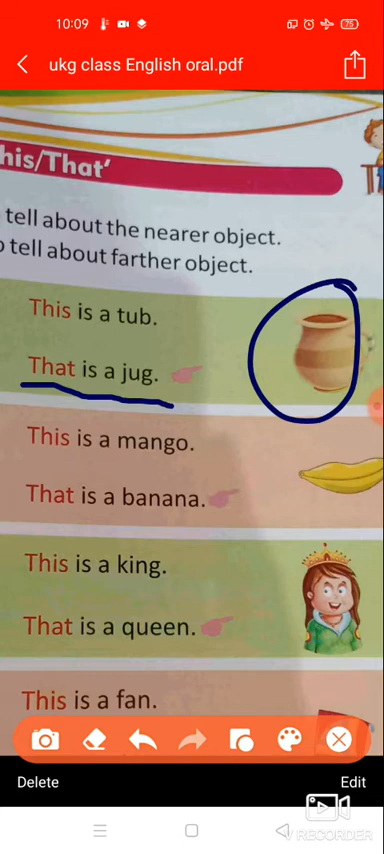 10:09
75
ukg class English oral.pdf
his/That'
tell about the nearer object.
o tell about farther object.
This is a tub.
That is a jug.
This is a mango.
That is a banana.
This is a king.
That is a queen.
This is a fan.
Delete
Edit
RECORDER